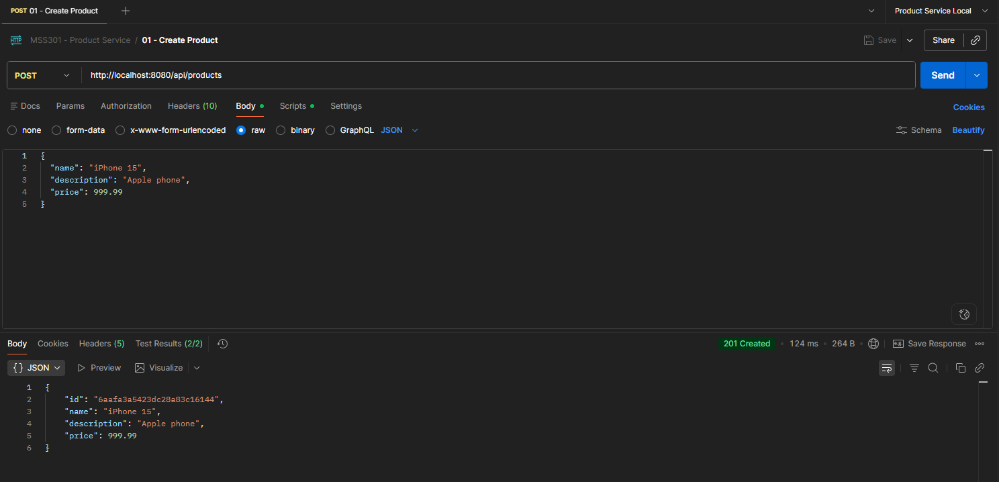 POST 01 - Create Product
Product Service Local
HTTP MSS301 - Product Service / 01 - Create Product
Save
Share
POST
http://localhost:8080/api/products
Send
Docs Params Authorization Headers (10) Body Scripts Settings
Cookies
none form-data x-www-form-urlencoded raw binary GraphQL JSON
Schema Beautify
1 {
2 "name": "iPhone 15",
3 "description": "Apple phone",
4 "price": 999.99
5 }
Body Cookies Headers (5) Test Results (2/2)
201 Created 124 ms 264 B e.g. Save Response
{} JSON Preview Visualize
1 {
2 "id": "6aafa3a5423dc28a83c16144",
3 "name": "iPhone 15",
4 "description": "Apple phone",
5 "price": 999.99
6 }